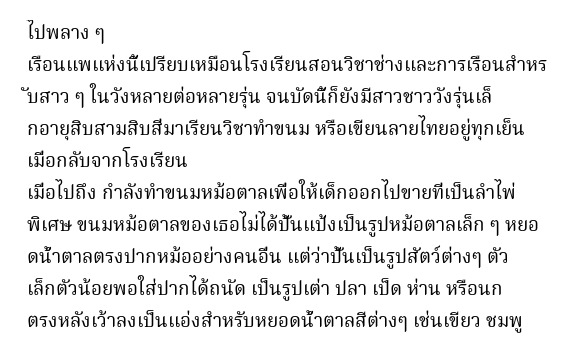 ไปพลาง ๆ
เรือนแพแห่งนี้เปรียบเหมือนโรงเรียนสอนวิชาช่างและการเรือนสำหร
ับสาว ๆ ในวังหลายต่อหลายรุ่น จนบัดนี้ก็ยังมีสาวชาววังรุ่นเล็
กอายุสิบสามสิบสี่มาเรียนวิชาทำขนม หรือเขียนลายไทยอยู่ทุกเย็น
เมื่อกลับจากโรงเรียน
เมื่อไปถึง กำลังทำขนมหม้อตาลเพื่อให้เด็กออกไปขายที่เป็นลำไพ่
พิเศษ ขนมหม้อตาลของเธอไม่ได้ปั้นแป้งเป็นรูปหม้อตาลเล็ก ๆ หยอ
ดน้ำตาลตรงปากหม้ออย่างคนอื่น แต่ว่าปั้นเป็นรูปสัตว์ต่างๆ ตัว
เล็กตัวน้อยพอใส่ปากได้ถนัด เป็นรูปเต่า ปลา เป็ด ห่าน หรือนก
ตรงหลังเว้าลงเป็นแอ่งสำหรับหยอดน้ำตาลสีต่างๆ เช่นเขียว ชมพู